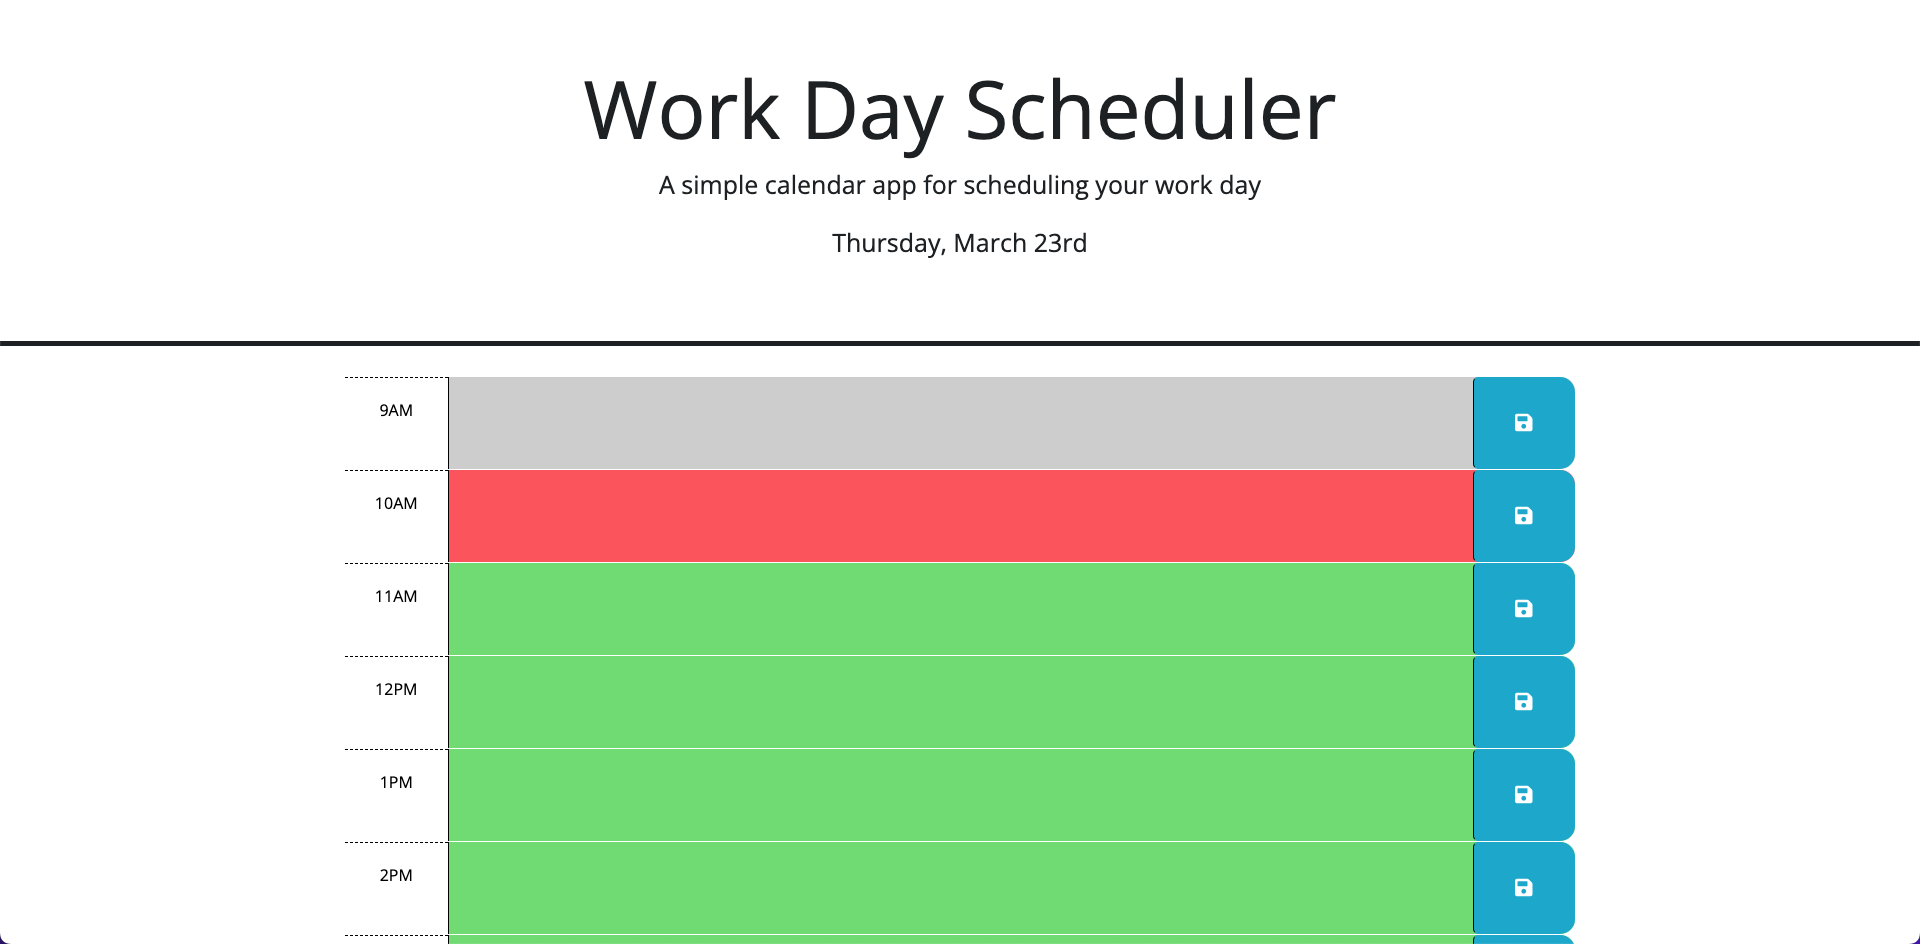 Work Day Scheduler
A simple calendar app for scheduling your work day
Thursday, March 23rd
9AM
10AM
11AM
12PM
1PM
2PM